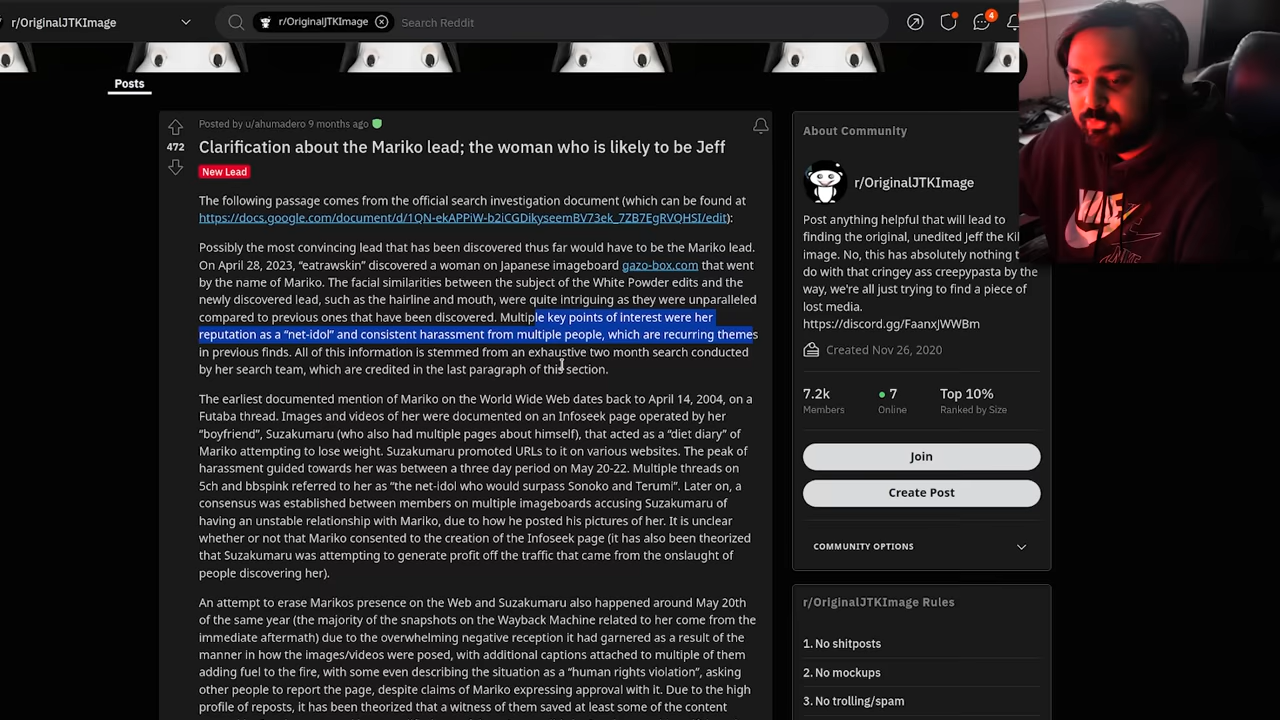 r/OriginalJTKImage
r/OriginalJTKImage
Search Reddit
4
Posts
472
Posted by u/ahumadero 9 months ago
Clarification about the Mariko lead; the woman who is likely to be Jeff
New Lead
The following passage comes from the official search investigation document (which can be found at
https://docs.google.com/document/d/1QN-ekAPPiW-b2iCGDikyseemBV73ek_7ZB7EgRVQHSI/edit):
Possibly the most convincing lead that has been discovered thus far would have to be the Mariko lead.
On April 28, 2023, “eatrawskin” discovered a woman on Japanese imageboard gazo-box.com that went
by the name of Mariko. The facial similarities between the subject of the White Powder edits and the
newly discovered lead, such as the hairline and mouth, were quite intriguing as they were unparalleled
compared to previous ones that have been discovered. Multiple key points of interest were her
reputation as a “net-idol” and consistent harassment from multiple people, which are recurring themes
in previous finds. All of this information is stemmed from an exhaustive two month search conducted
by her search team, which are credited in the last paragraph of this section.
The earliest documented mention of Mariko on the World Wide Web dates back to April 14, 2004, on a
Futaba thread. Images and videos of her were documented on an Infoseek page operated by her
“boyfriend”, Suzakumaru (who also had multiple pages about himself), that acted as a “diet diary” of
Mariko attempting to lose weight. Suzakumaru promoted URLs to it on various websites. The peak of
harassment guided towards her was between a three day period on May 20-22. Multiple threads on
5ch and bbspink referred to her as “the net-idol who would surpass Sonoko and Terumi”. Later on, a
consensus was established between members on multiple imageboards accusing Suzakumaru of
having an unstable relationship with Mariko, due to how he posted his pictures of her. It is unclear
whether or not that Mariko consented to the creation of the Infoseek page (it has also been theorized
that Suzakumaru was attempting to generate profit off the traffic that came from the onslaught of
people discovering her).
An attempt to erase Marikos presence on the Web and Suzakumaru also happened around May 20th
of the same year (the majority of the snapshots on the Wayback Machine related to her come from the
immediate aftermath) due to the overwhelming negative reception it had garnered as a result of the
manner in how the images/videos were posed, with additional captions attached to multiple of them
adding fuel to the fire, with some even describing the situation as a “human rights violation”, asking
other people to report the page, despite claims of Mariko expressing approval with it. Due to the high
profile of reposts, it has been theorized that a witness of them saved at least some of the content
About Community
r/OriginalJTKImage
Post anything helpful that will lead to
finding the original, unedited Jeff the Kil
image. No, this has absolutely nothing t
do with that cringey ass creepypasta by the
way, we're all just trying to find a piece of
lost media.
https://discord.gg/FaanxJWWBm
Created Nov 26, 2020
7.2k
Members
7
Online
Top 10%
Ranked by Size
Join
Create Post
COMMUNITY OPTIONS
r/OriginalJTKImage Rules
1. No shitposts
2. No mockups
3. No trolling/spam